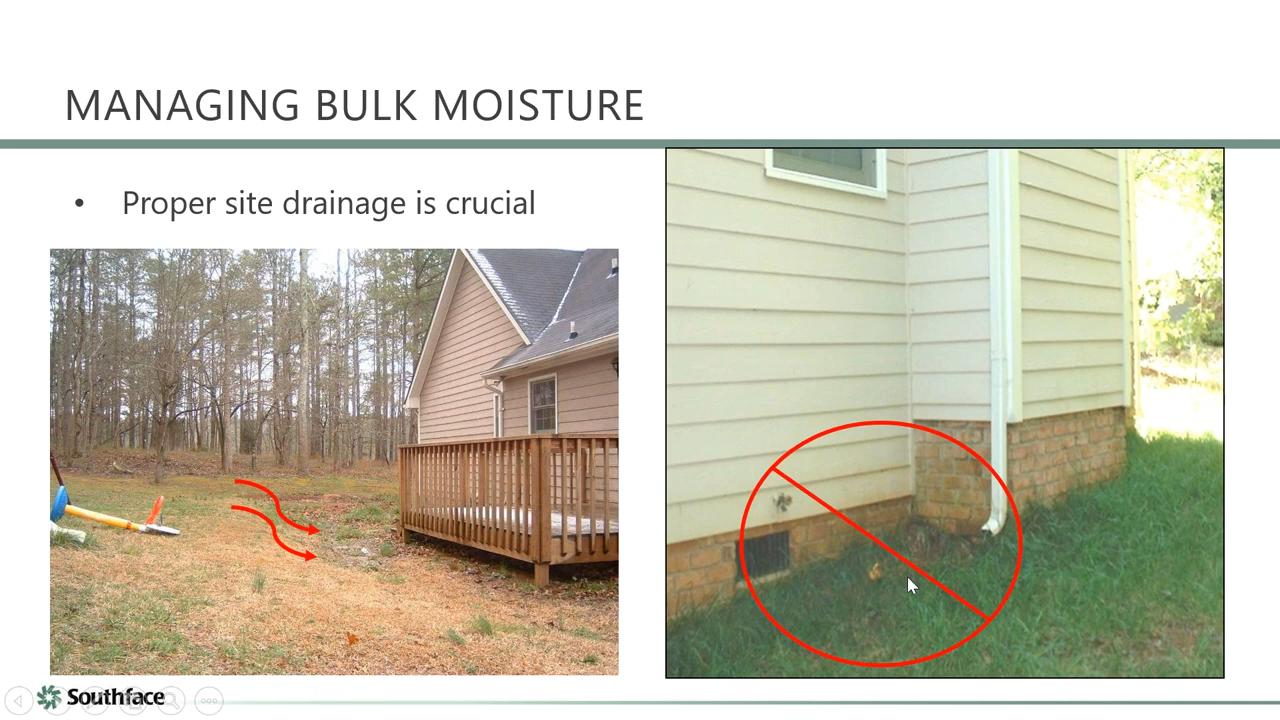 MANAGING BULK MOISTURE
• Proper site drainage is crucial
Southface